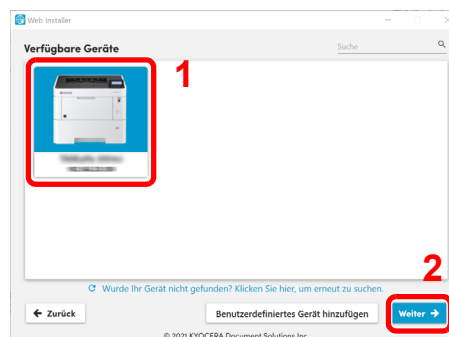 Web Installer
Verfügbare Geräte
Suche
1
2
Wurde Ihr Gerät nicht gefunden? Klicken Sie hier, um erneut zu suchen.
Zurück
Benutzerdefiniertes Gerät hinzufügen
Weiter
© 2021 KYOCERA Document Solutions Inc.